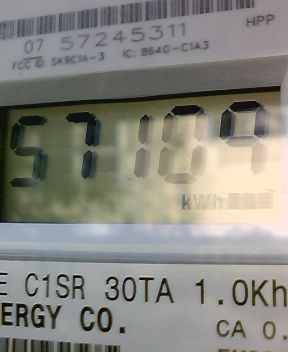 HPP
07 57245311
FCC ID: SK9C1A-3 IC: 864G-C1A3
57109
kWh
E C1SR 30TA 1.0Kh
ERGY CO.
CA 0.